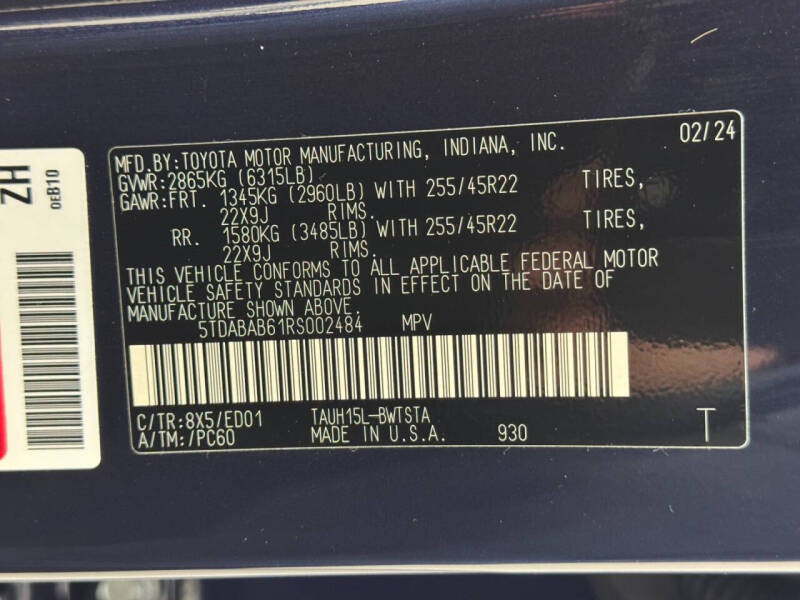 ZH
0EB10
MFD.BY:TOYOTA MOTOR MANUFACTURING, INDIANA, INC. 02/24
GVWR:2865KG (6315LB)
GAWR:FRT. 1345KG (2960LB) WITH 255/45R22 TIRES,
22X9J RIMS.
RR. 1580KG (3485LB) WITH 255/45R22 TIRES,
22X9J RIMS.
THIS VEHICLE CONFORMS TO ALL APPLICABLE FEDERAL MOTOR
VEHICLE SAFETY STANDARDS IN EFFECT ON THE DATE OF
MANUFACTURE SHOWN ABOVE.
5TDABAB61RS002484 MPV
C/TR:8X5/ED01 TAUH15L-BWTSTA
A/TM:/PC60 MADE IN U.S.A. 930 T